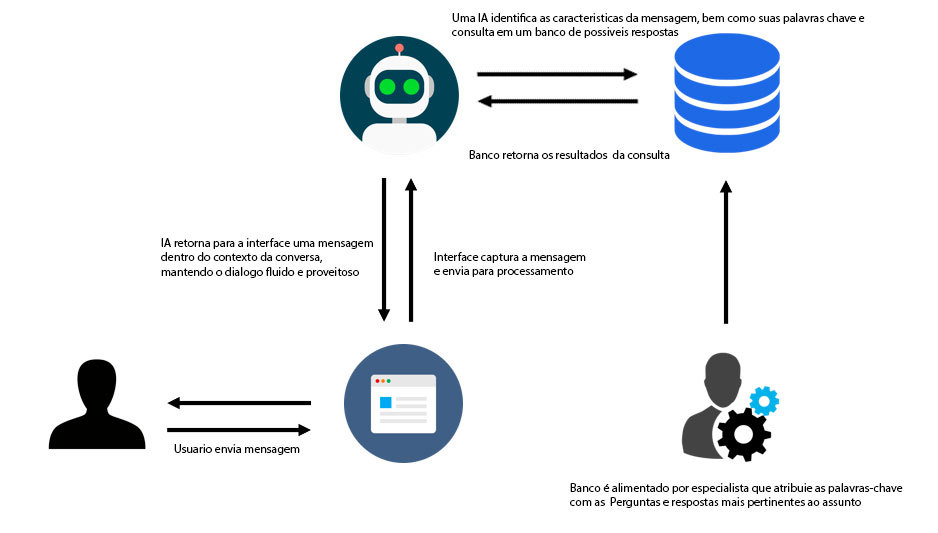 Uma IA identifica as caracteristicas da mensagem, bem como suas palavras chave e
consulta em um banco de possiveis respostas
Banco retorna os resultados da consulta
IA retorna para a interface uma mensagem
dentro do contexto da conversa,
mantendo o dialogo fluido e proveitoso
Interface captura a mensagem
e envia para processamento
Usuario envia mensagem
Banco é alimentado por especialista que atribuie as palavras-chave
com as Perguntas e respostas mais pertinentes ao assunto